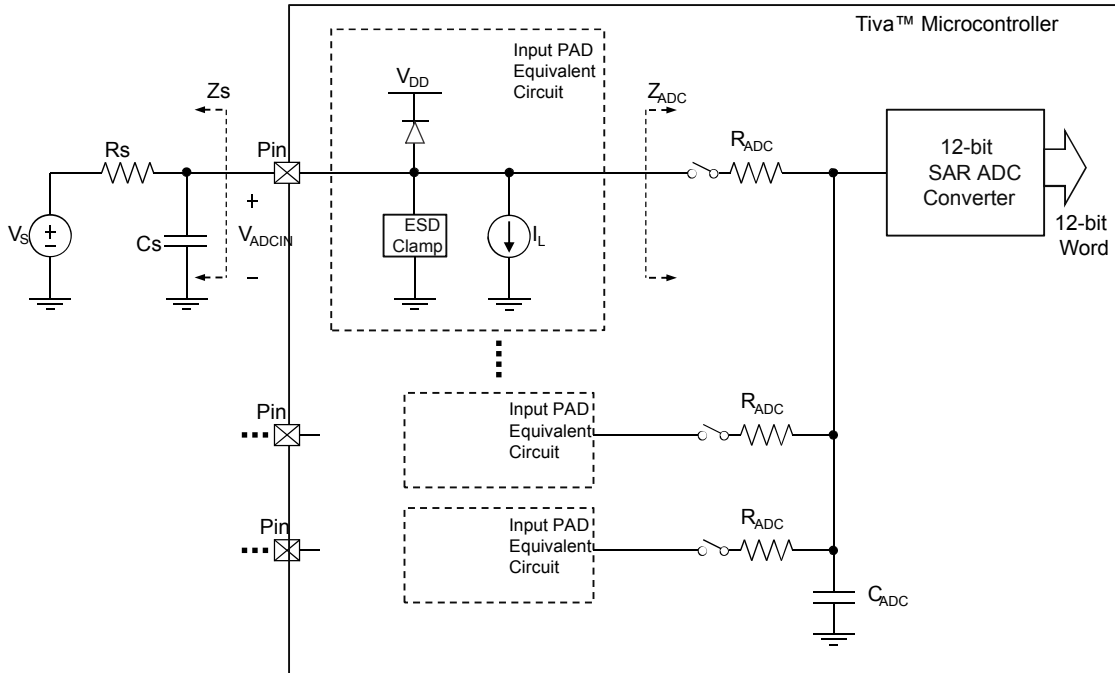 Tiva™ Microcontroller
Input PAD
Equivalent
Circuit
VDD
Zs
ZADC
Rs
Pin
RADC
12-bit
SAR ADC
Converter
VS
+
−
Cs
+
VADCIN
−
ESD
Clamp
IL
12-bit
Word
Pin
Input PAD
Equivalent
Circuit
RADC
Pin
Input PAD
Equivalent
Circuit
RADC
CADC